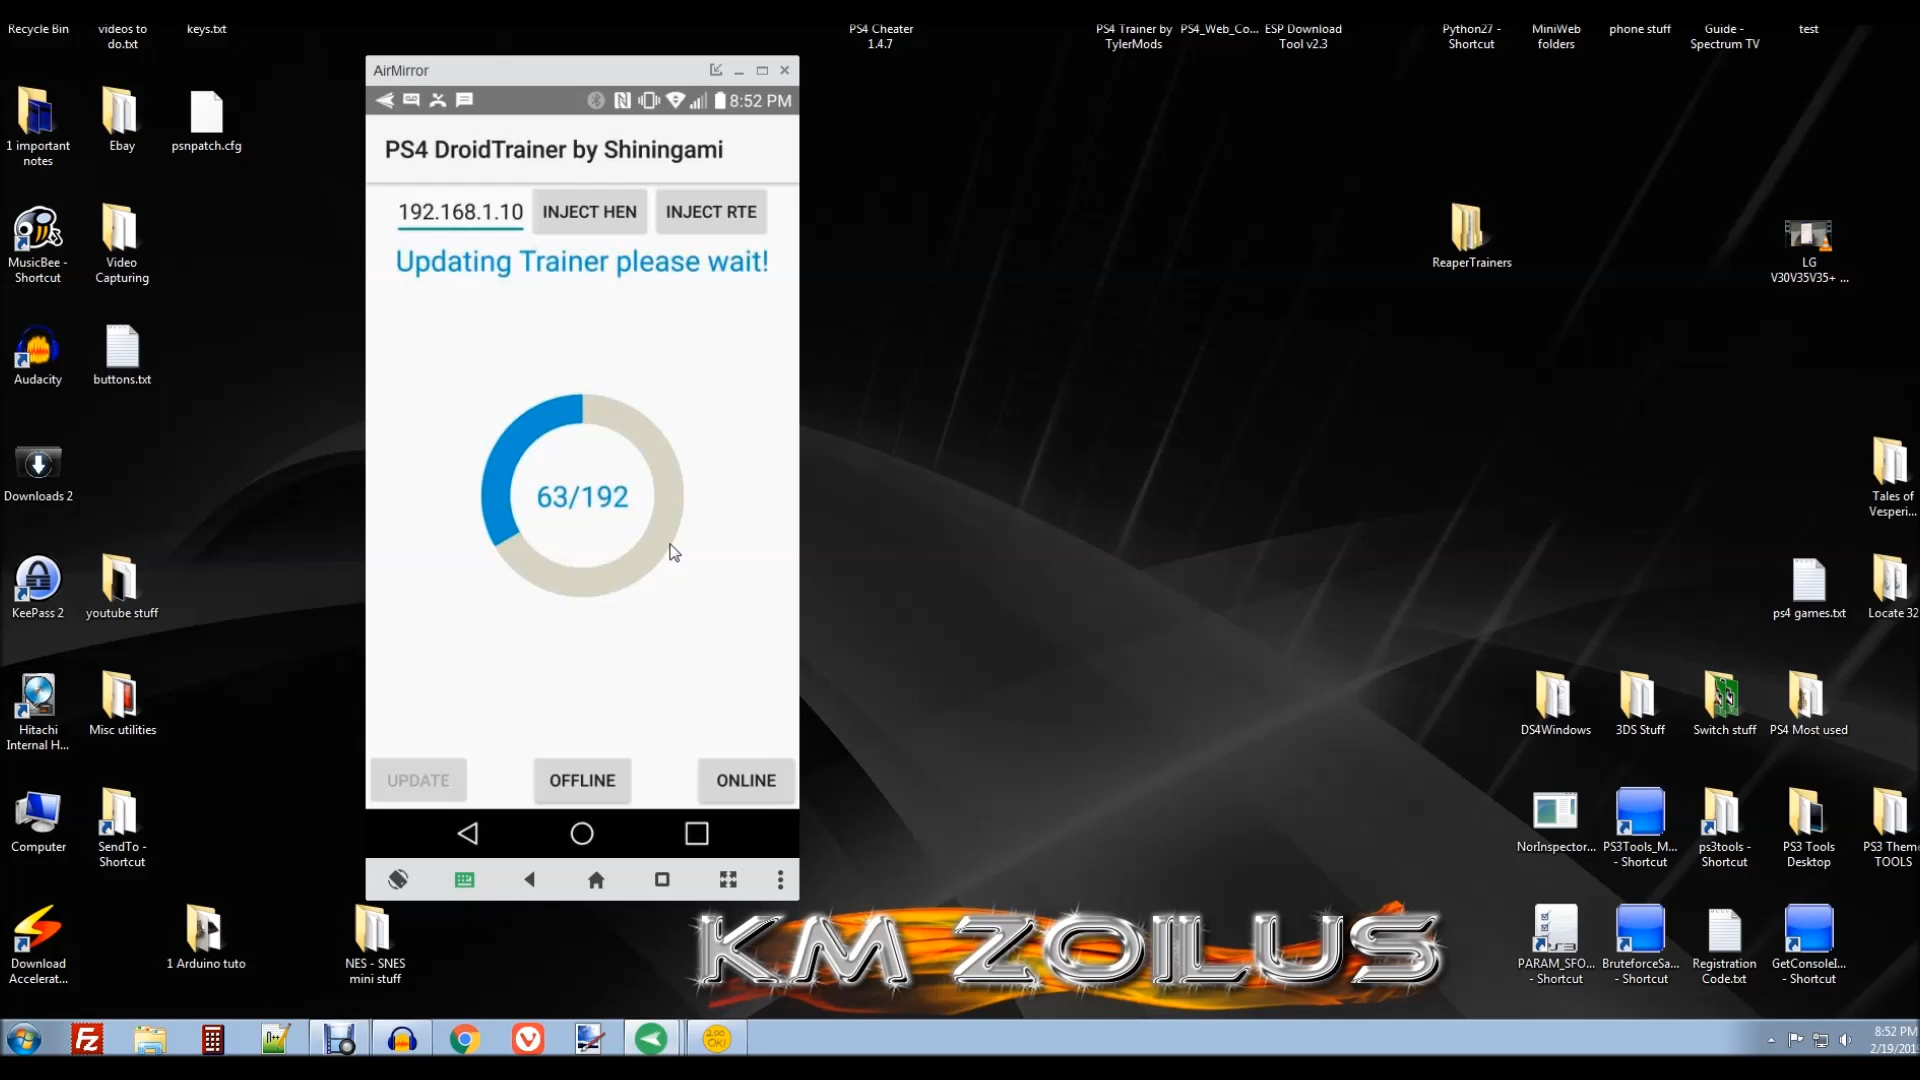 Recycle Bin
videos to
do.txt
keys.txt
PS4 Cheater
1.4.7
PS4 Trainer by
TylerMods
PS4_Web_Co...
ESP Download
Tool v2.3
Python27 -
Shortcut
MiniWeb
folders
phone stuff
Guide -
Spectrum TV
test
1 important
notes
Ebay
psnpatch.cfg
MusicBee -
Shortcut
Video
Capturing
Audacity
buttons.txt
Downloads 2
KeePass 2
youtube stuff
Hitachi
Internal H...
Misc utilities
Computer
SendTo -
Shortcut
Download
Accelerat...
1 Arduino tuto
NES - SNES
mini stuff
AirMirror
8:52 PM
PS4 DroidTrainer by Shiningami
192.168.1.10
INJECT HEN
INJECT RTE
Updating Trainer please wait!
63/192
UPDATE
OFFLINE
ONLINE
ReaperTrainers
LG
V30V35V35+ ...
Tales of
Vesperi...
ps4 games.txt
Locate 32
DS4Windows
3DS Stuff
Switch stuff
PS4 Most used
NorInspector...
PS3Tools_M...
- Shortcut
ps3tools -
Shortcut
PS3 Tools
Desktop
PS3 Them
TOOLS
PARAM_SFO...
- Shortcut
BruteforceSa...
- Shortcut
Registration
Code.txt
GetConsoleI...
- Shortcut
KM ZOILUS
8:52 PM
2/19/201